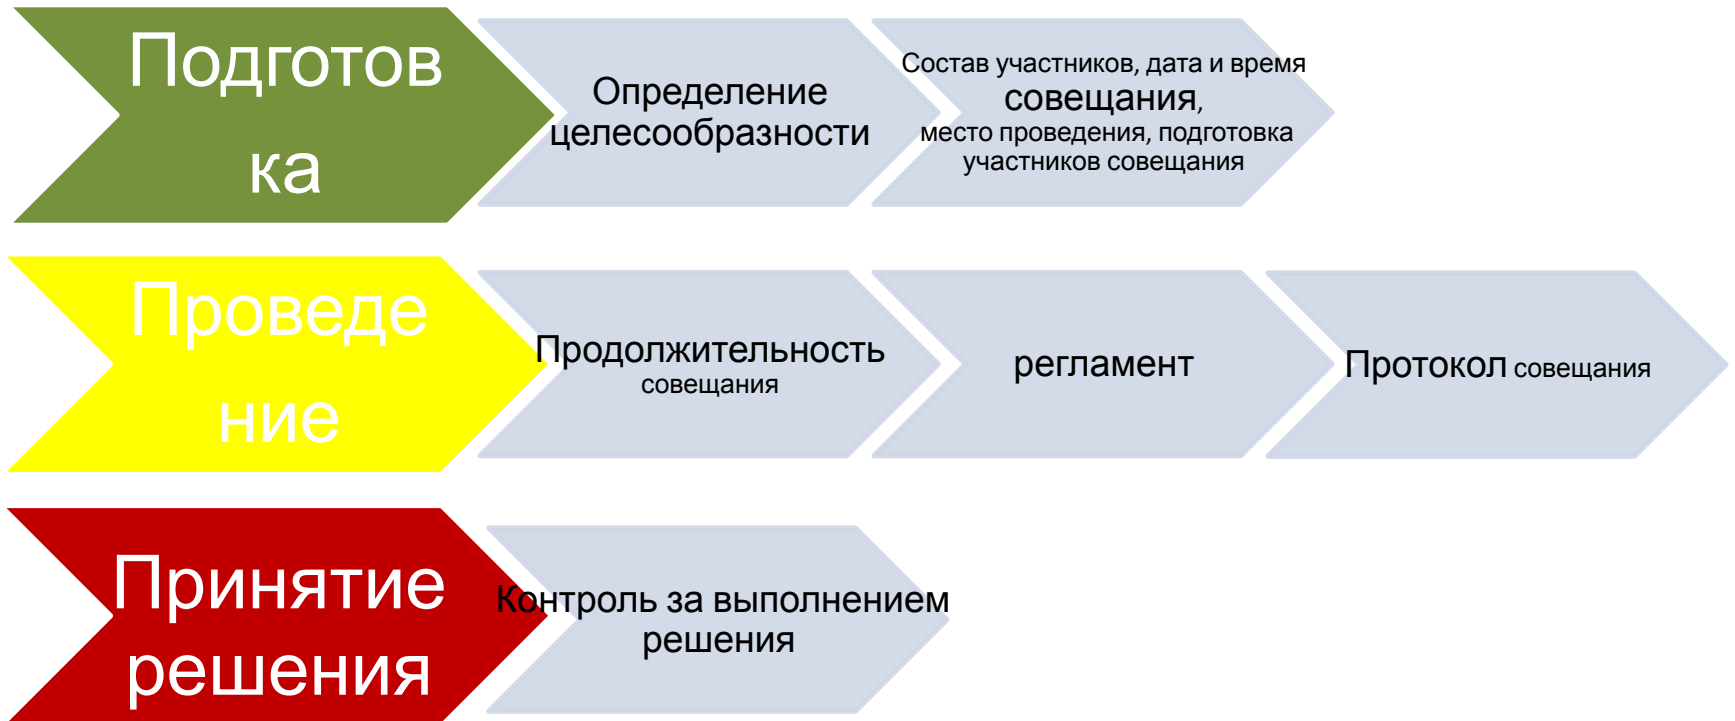 Подготов
ка
Определение
целесообразности
Состав участников, дата и время
совещания,
место проведения, подготовка
участников совещания
Проведе
ние
Продолжительность
совещания
регламент
Протокол совещания
Принятие
решения
Контроль за выполнением
решения